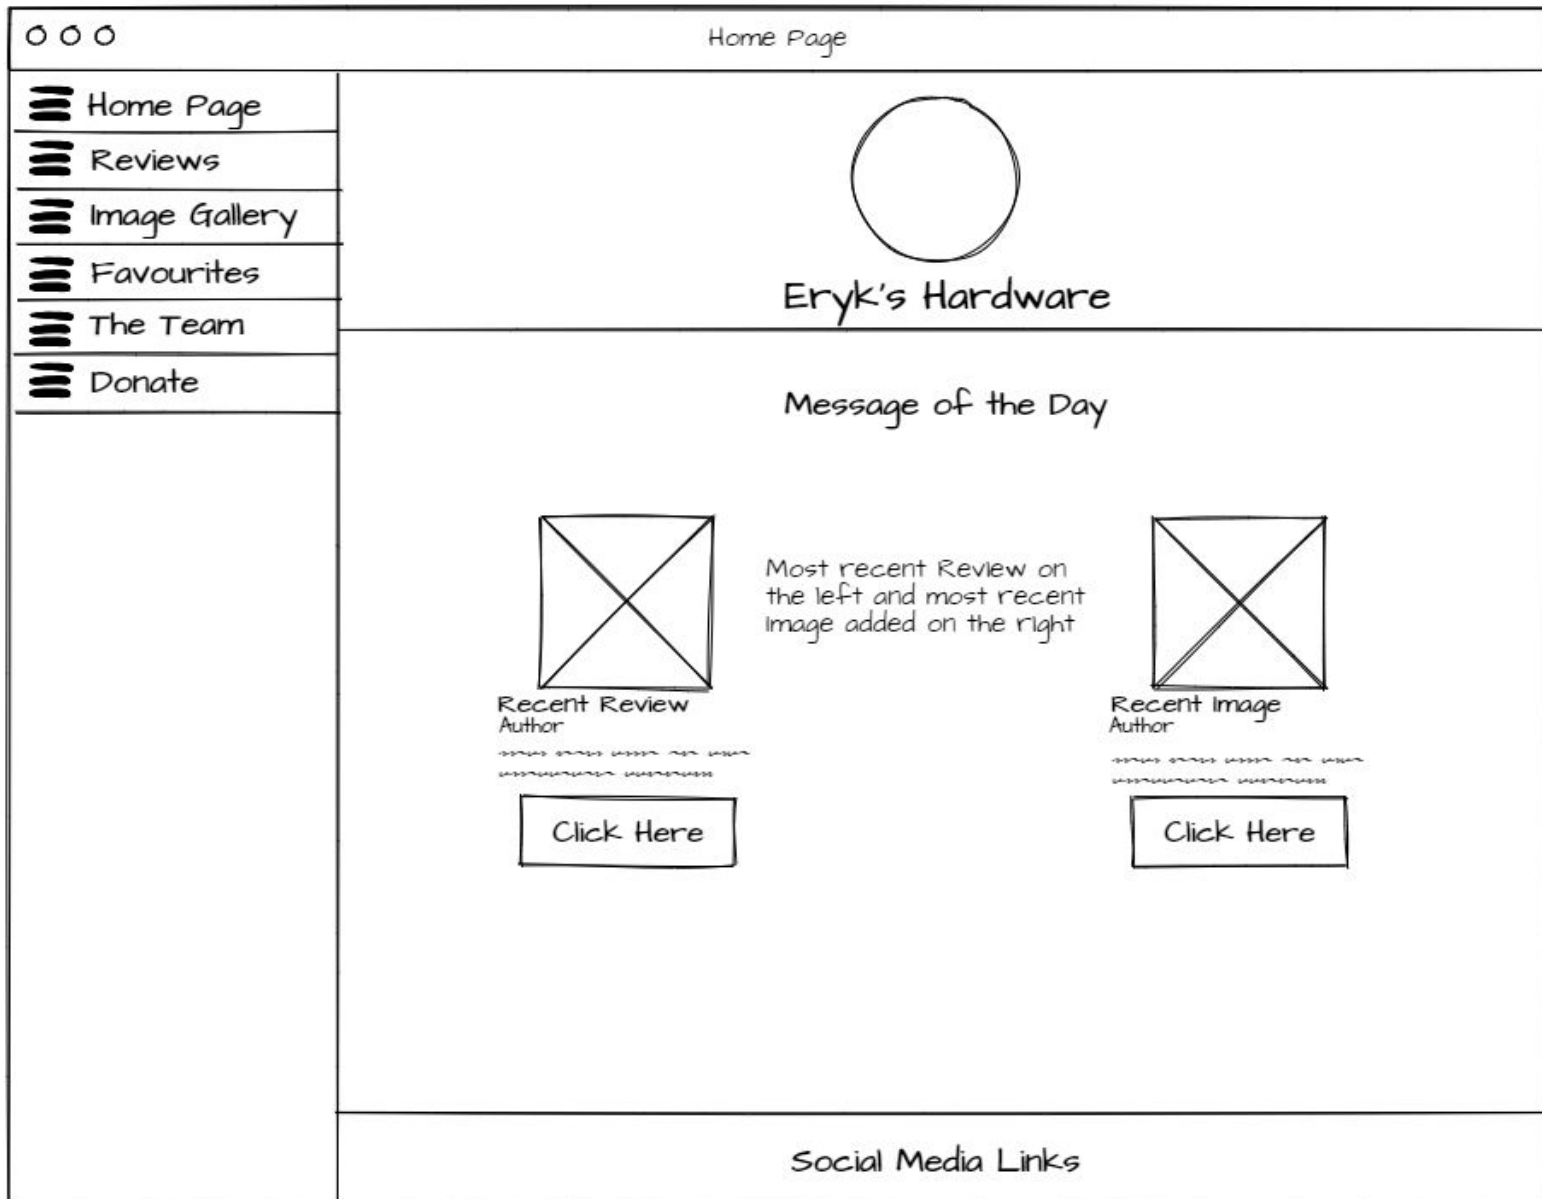 Home Page
Home Page
Reviews
Image Gallery
Favourites
The Team
Donate
Eryk's Hardware
Message of the Day
Most recent Review on
the left and most recent
Image added on the right
Recent Review
Author
Click Here
Recent Image
Author
Click Here
Social Media Links